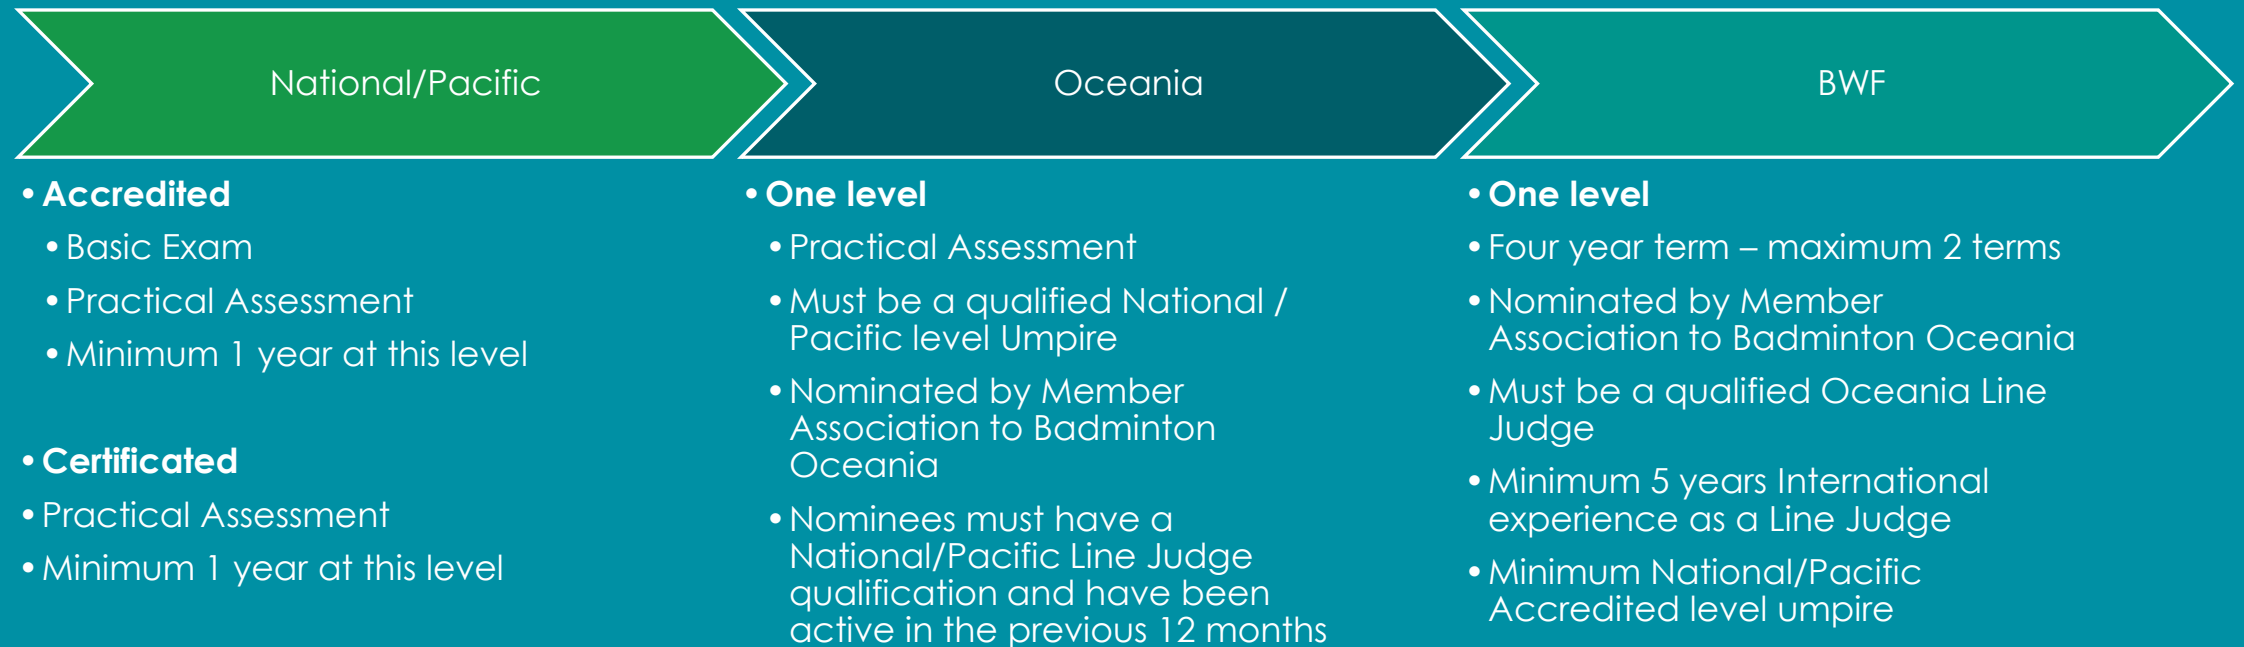 National/Pacific
Oceania
BWF
• Accredited
• Basic Exam
• Practical Assessment
• Minimum 1 year at this level
• Certificated
• Practical Assessment
• Minimum 1 year at this level
• One level
• Practical Assessment
• Must be a qualified National /
Pacific level Umpire
• Nominated by Member
Association to Badminton
Oceania
• Nominees must have a
National/Pacific Line Judge
qualification and have been
active in the previous 12 months
• One level
• Four year term – maximum 2 terms
• Nominated by Member
Association to Badminton Oceania
• Must be a qualified Oceania Line
Judge
• Minimum 5 years International
experience as a Line Judge
• Minimum National/Pacific
Accredited level umpire